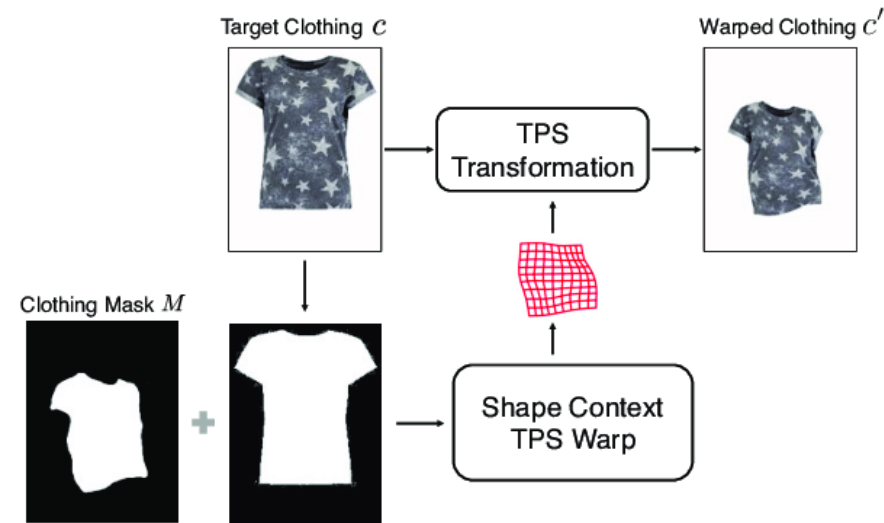 Target Clothing c
Warped Clothing c′
TPS
Transformation
Clothing Mask M
Shape Context
TPS Warp